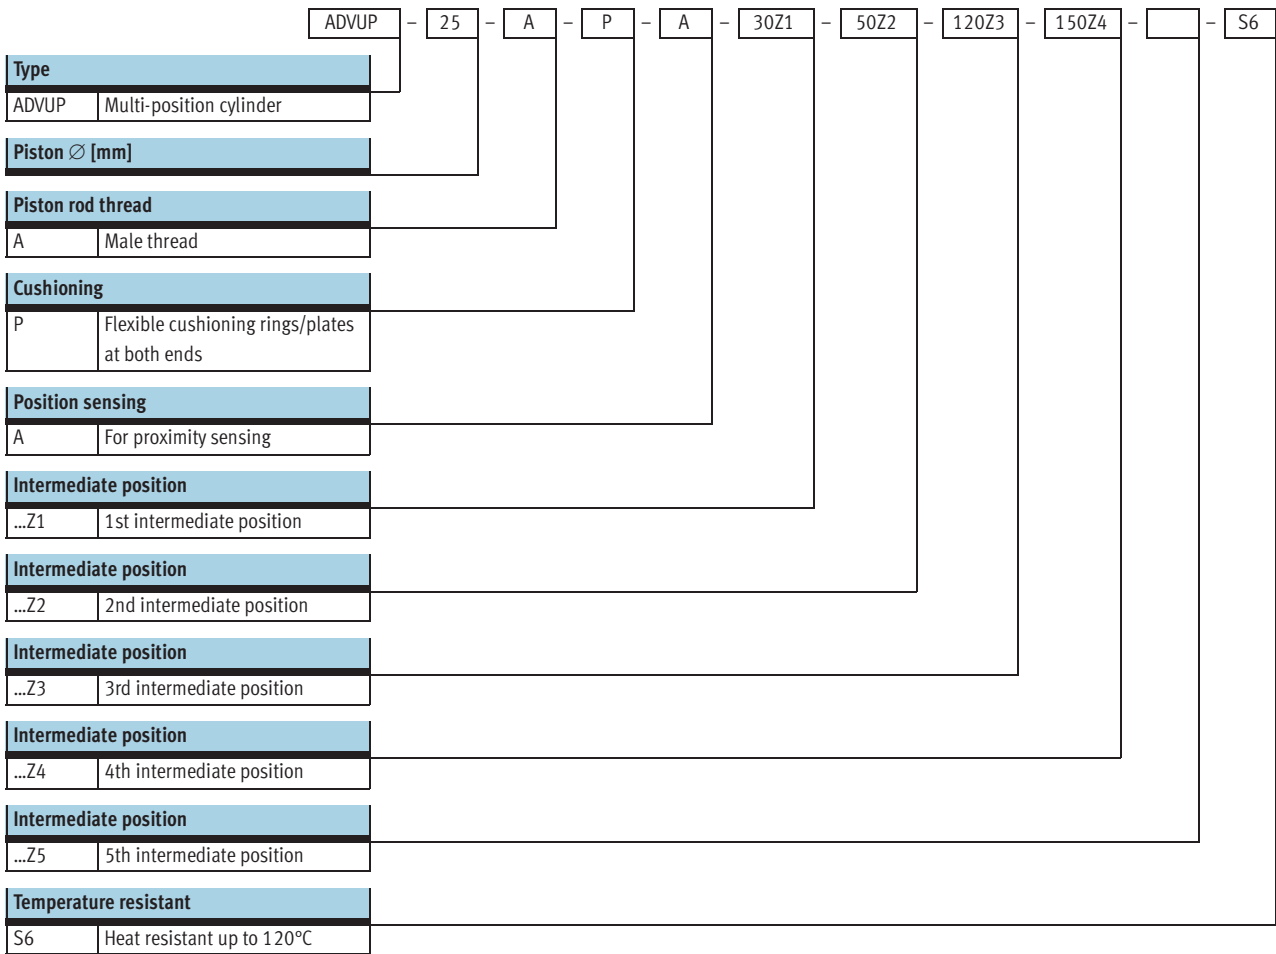 ADVUP – 25 – A – P – A – 30Z1 – 50Z2 – 120Z3 – 150Z4 – – S6
Type
ADVUP Multi-position cylinder
Piston ∅ [mm]
Piston rod thread
A Male thread
Cushioning
P Flexible cushioning rings/plates
at both ends
Position sensing
A For proximity sensing
Intermediate position
...Z1 1st intermediate position
Intermediate position
...Z2 2nd intermediate position
Intermediate position
...Z3 3rd intermediate position
Intermediate position
...Z4 4th intermediate position
Intermediate position
...Z5 5th intermediate position
Temperature resistant
S6 Heat resistant up to 120°C